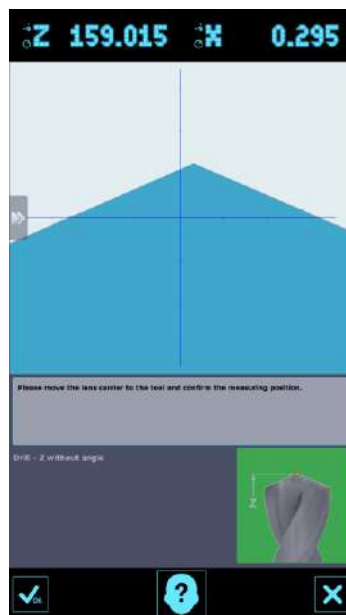 Z 159.015 X 0.295
Please move the lens center to the tool and confirm the measuring position.
Drill - Z without angle
Z
OK
?